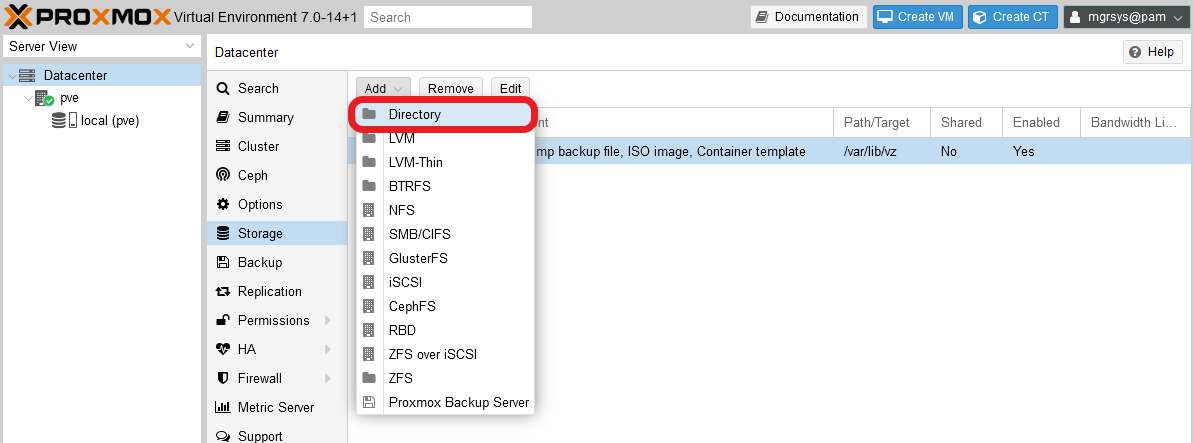 PROXMOX Virtual Environment 7.0-14+1 Search Documentation Create VM Create CT mgrsys@pam
Server View
Datacenter
pve
local (pve)
Datacenter Help
Search
Summary
Cluster
Ceph
Options
Storage
Backup
Replication
Permissions
HA
Firewall
Metric Server
Support
Add Remove Edit
Directory
LVM
LVM-Thin
BTRFS
NFS
SMB/CIFS
GlusterFS
iSCSI
CephFS
RBD
ZFS over iSCSI
ZFS
Proxmox Backup Server
nt Path/Target Shared Enabled Bandwidth Li...
mp backup file, ISO image, Container template /var/lib/vz No Yes